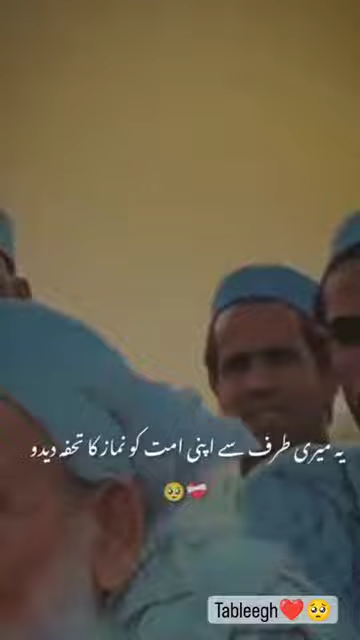 یہ میری طرف سے اپنی امت کو نماز کا تحفہ دیدو
🥺❤️‍🩹
Tableegh❤️🥺